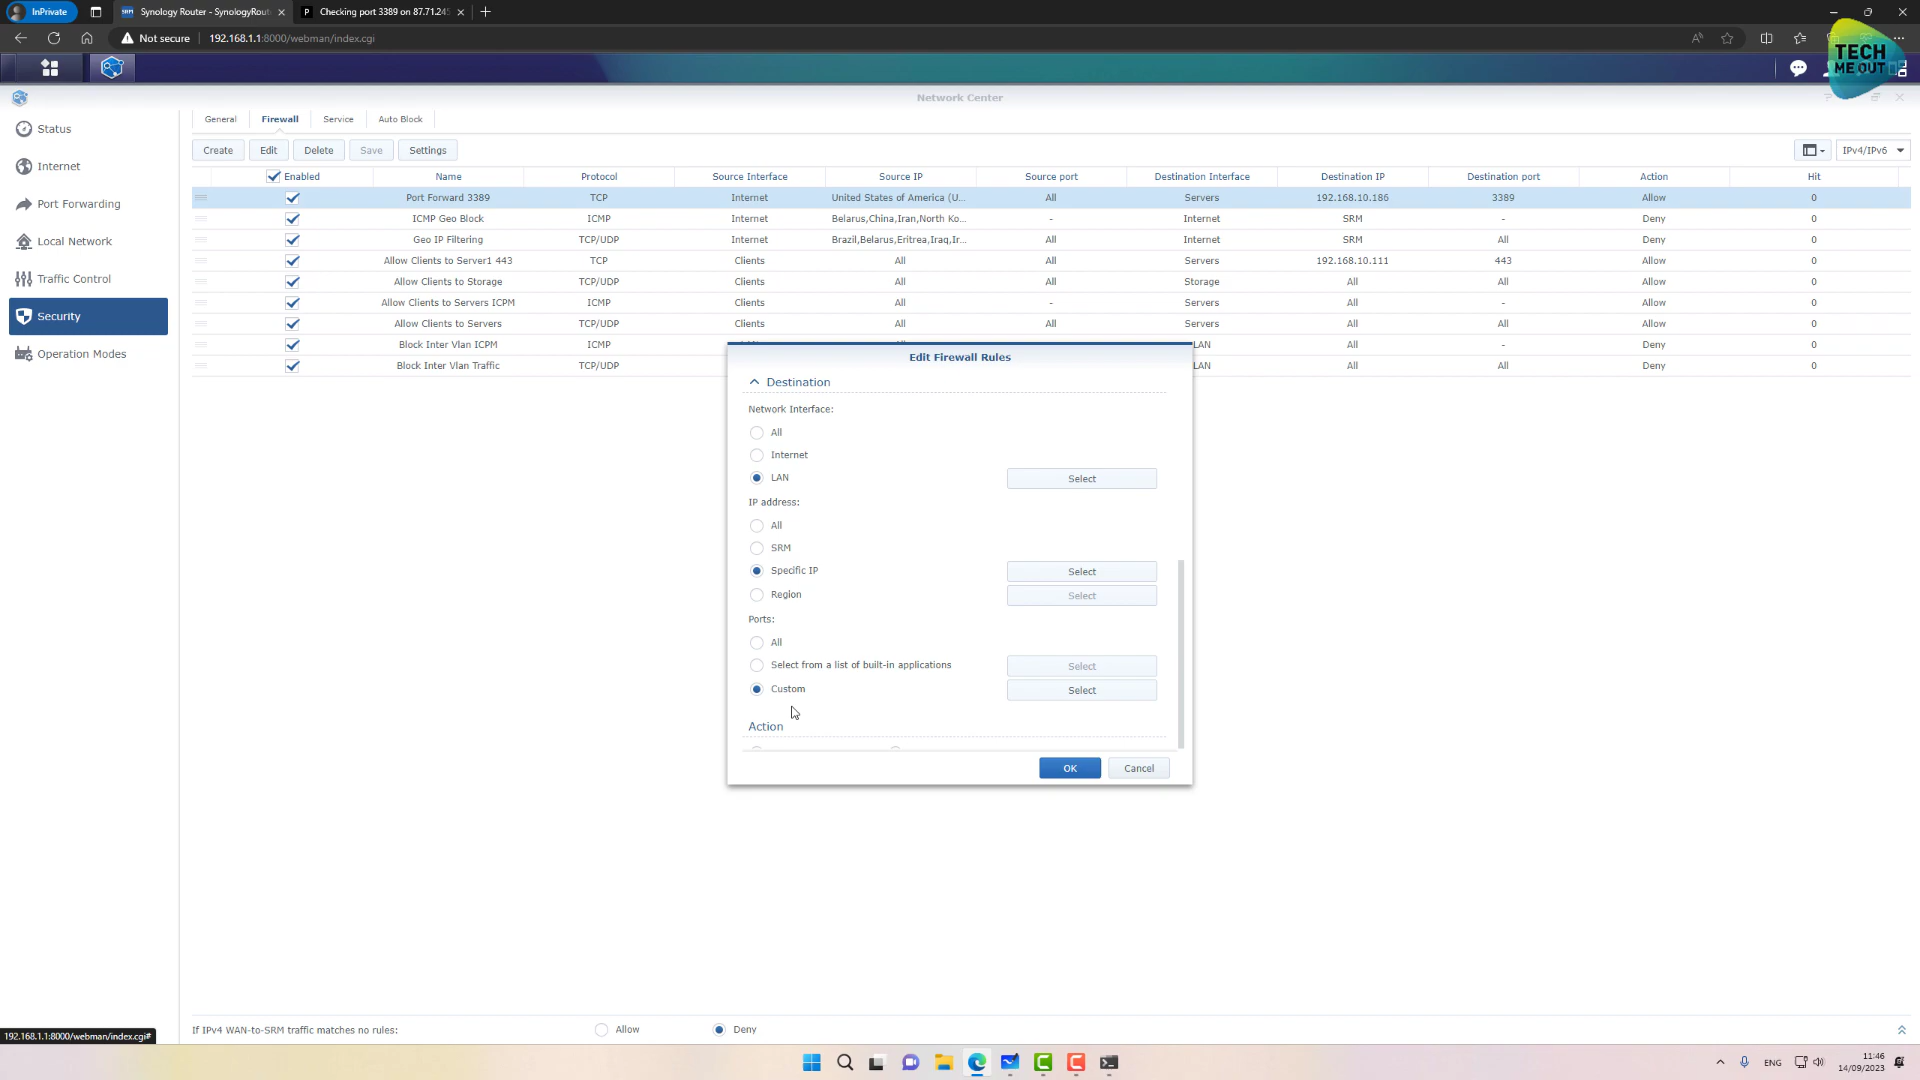 InPrivate
Synology Router - SynologyRout
Checking port 3389 on 87.71.245
Not secure
192.168.1.1:8000/webman/index.cgi
TECH
ME OUT
Network Center
Status
Internet
Port Forwarding
Local Network
Traffic Control
Security
Operation Modes
General Firewall Service Auto Block
Create Edit Delete Save Settings IPv4/IPv6
Enabled Name Protocol Source Interface Source IP Source port Destination Interface Destination IP Destination port Action Hit
Port Forward 3389 TCP Internet United States of America (U... All Servers 192.168.10.186 3389 Allow 0
ICMP Geo Block ICMP Internet Belarus,China,Iran,North Ko... - Internet SRM - Deny 0
Geo IP Filtering TCP/UDP Internet Brazil,Belarus,Eritrea,Iraq,Ir... All Internet SRM All Deny 0
Allow Clients to Server1 443 TCP Clients All All Servers 192.168.10.111 443 Allow 0
Allow Clients to Storage TCP/UDP Clients All All Storage All All Allow 0
Allow Clients to Servers ICPM ICMP Clients All - Servers All - Allow 0
Allow Clients to Servers TCP/UDP Clients All All Servers All All Allow 0
Block Inter Vlan ICPM ICMP LAN All - Deny 0
Block Inter Vlan Traffic TCP/UDP LAN All All Deny 0
Edit Firewall Rules
Destination
Network Interface:
All
Internet
LAN Select
IP address:
All
SRM
Specific IP Select
Region Select
Ports:
All
Select from a list of built-in applications Select
Custom Select
Action
OK Cancel
If IPv4 WAN-to-SRM traffic matches no rules: Allow Deny
192.168.1.1:8000/webman/index.cgi#
ENG
11:46
14/09/2023